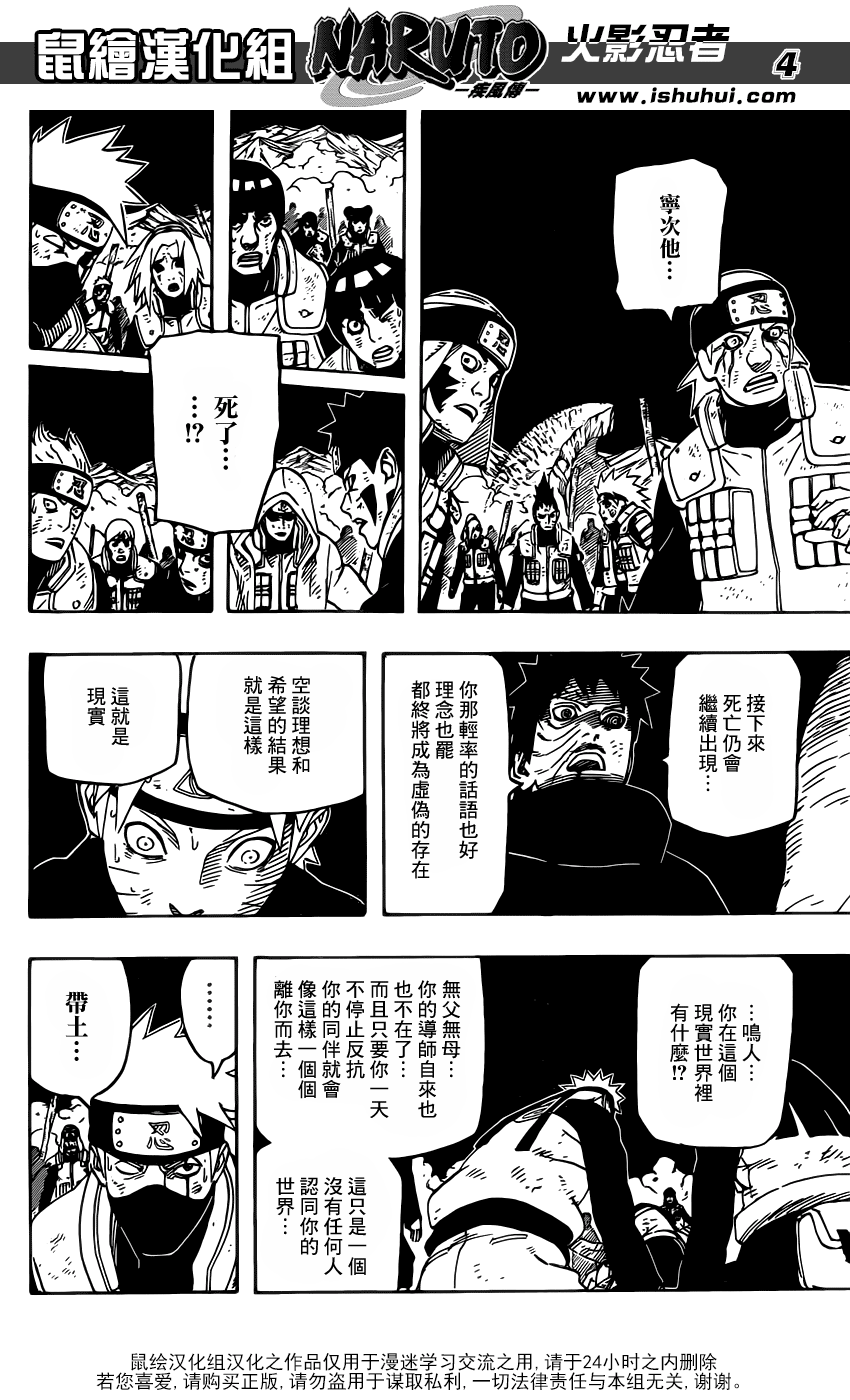 鼠繪漢化組
NARUTO
-疾風傳-
火影忍者
4
www.ishuhui.com
寧次他…
忍
忍
忍
忍
死了…
…!?
接下來
死亡仍會
繼續出現…
你那輕率的話語也好
理念也罷
都終將成為虛偽的存在
空談理想和
希望的結果
就是這樣
這就是
現實
…鳴人…
你在這個
現實世界裡
有什麼!?
無父無母…
你的導師自來也
也不在了…
而且只要你一天
不停止反抗
你的同伴就會
像這樣一個個
離你而去…
這只是一個
沒有任何人
認同你的
世界…
……
帶土…
忍
鼠绘汉化组汉化之作品仅用于漫迷学习交流之用,请于24小时之内删除
若您喜爱,请购买正版,请勿盗用于谋取私利,一切法律责任与本组无关,谢谢。